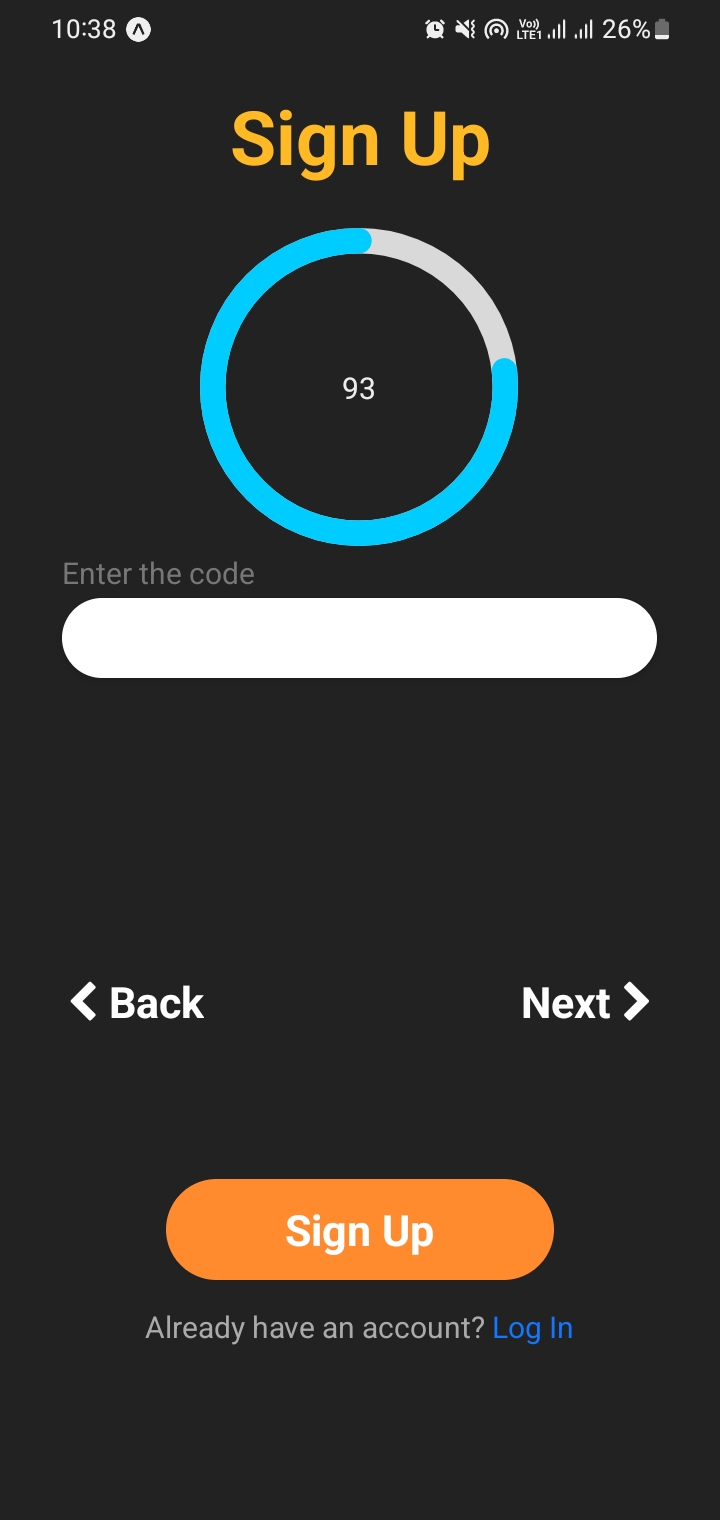 10:38 Vo)) LTE1 26%
Sign Up
93
Enter the code
Back Next
Sign Up
Already have an account? Log In